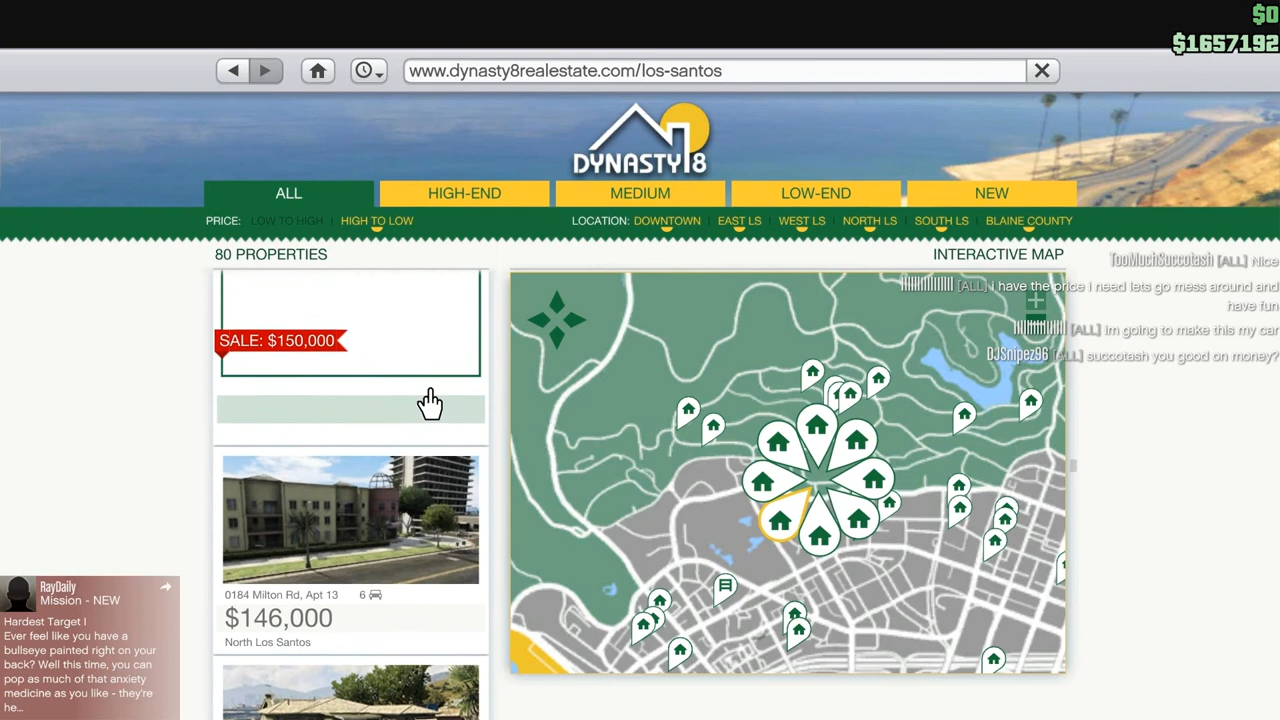 $0
$1657192
www.dynasty8realestate.com/los-santos
DYNASTY 8
ALL
HIGH-END
MEDIUM
LOW-END
NEW
PRICE: LOW TO HIGH | HIGH TO LOW
LOCATION: DOWNTOWN | EAST LS | WEST LS | NORTH LS | SOUTH LS | BLAINE COUNTY
80 PROPERTIES
INTERACTIVE MAP
TooMuchSuccotash [ALL] Nice
[ALL] i have the price i need lets go mess around and
have fun
[ALL] im going to make this my car
DJSnipez96 [ALL] succotash you good on money?
SALE: $150,000
0184 Milton Rd, Apt 13 6
$146,000
North Los Santos
RayDaily
Mission - NEW
Hardest Target I
Ever feel like you have a
bullseye painted right on your
back? Well this time, you can
pop as much of that anxiety
medicine as you like - they're
he...